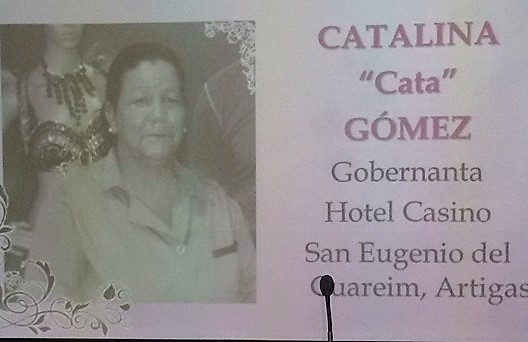 CATALINA
“Cata”
GÓMEZ
Gobernanta
Hotel Casino
San Eugenio del
Cuareim, Artigas